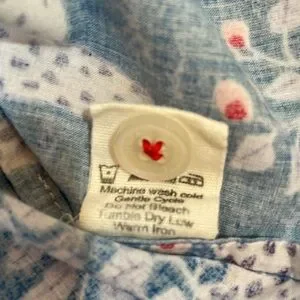 Machine wash cold
Gentle Cycle
Do Not Bleach
Tumble Dry Low
Warm Iron